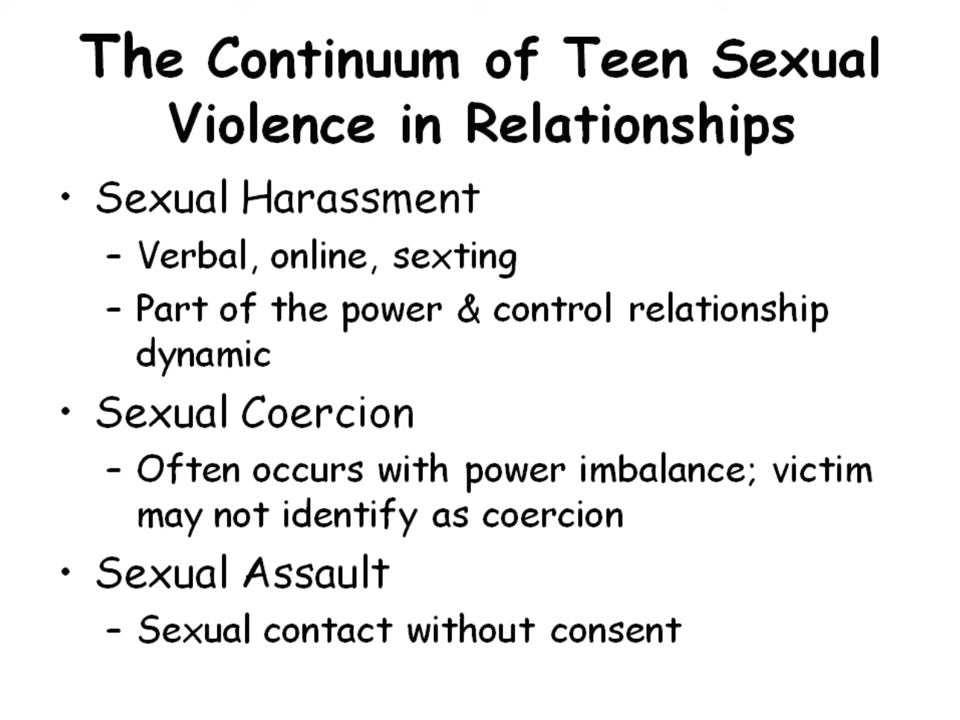 The Continuum of Teen Sexual
Violence in Relationships
• Sexual Harassment
– Verbal, online, sexting
– Part of the power & control relationship
dynamic
• Sexual Coercion
– Often occurs with power imbalance; victim
may not identify as coercion
• Sexual Assault
– Sexual contact without consent